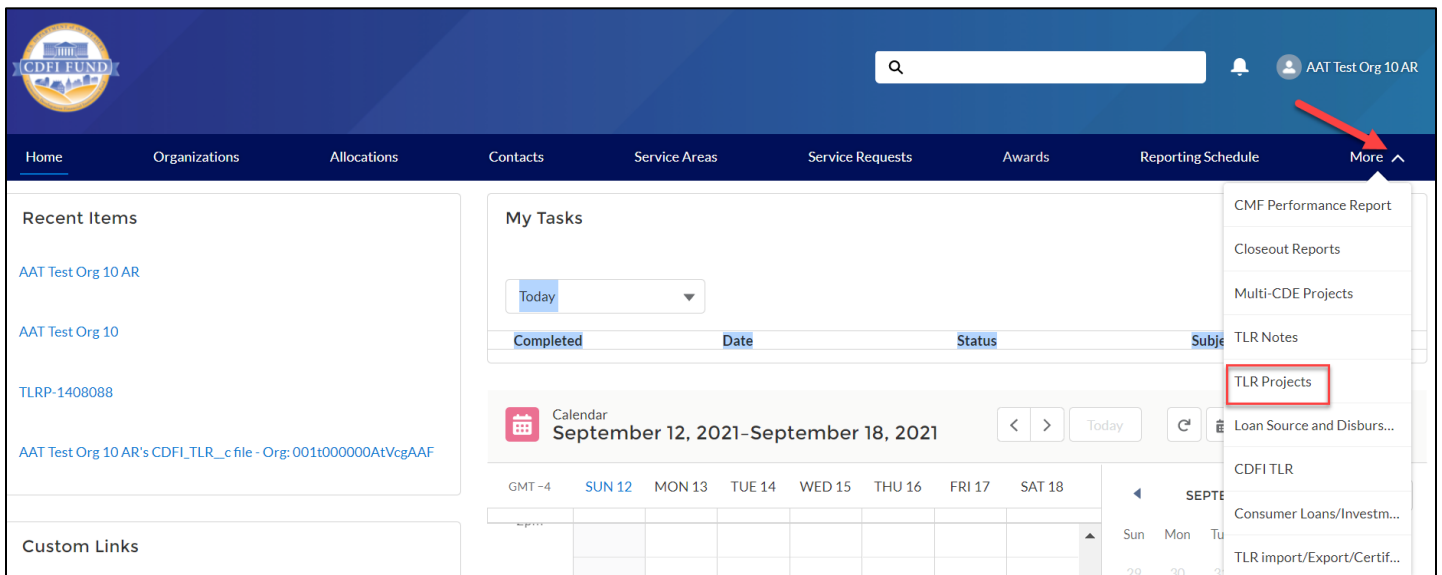 CDFI FUND
AAT Test Org 10 AR
Home Organizations Allocations Contacts Service Areas Service Requests Awards Reporting Schedule More
CMF Performance Report
Closeout Reports
Multi-CDE Projects
TLR Notes
TLR Projects
Loan Source and Disburs...
CDFI TLR
Consumer Loans/Investm...
TLR import/Export/Certif...
Recent Items
AAT Test Org 10 AR
AAT Test Org 10
TLRP-1408088
AAT Test Org 10 AR's CDFI_TLR__c file - Org: 001t000000AtVcgAAF
Custom Links
My Tasks
Today
Completed Date Status Subje
Calendar
September 12, 2021–September 18, 2021
Today
GMT −4 SUN 12 MON 13 TUE 14 WED 15 THU 16 FRI 17 SAT 18
SEPTE
Sun Mon Tu
29 30